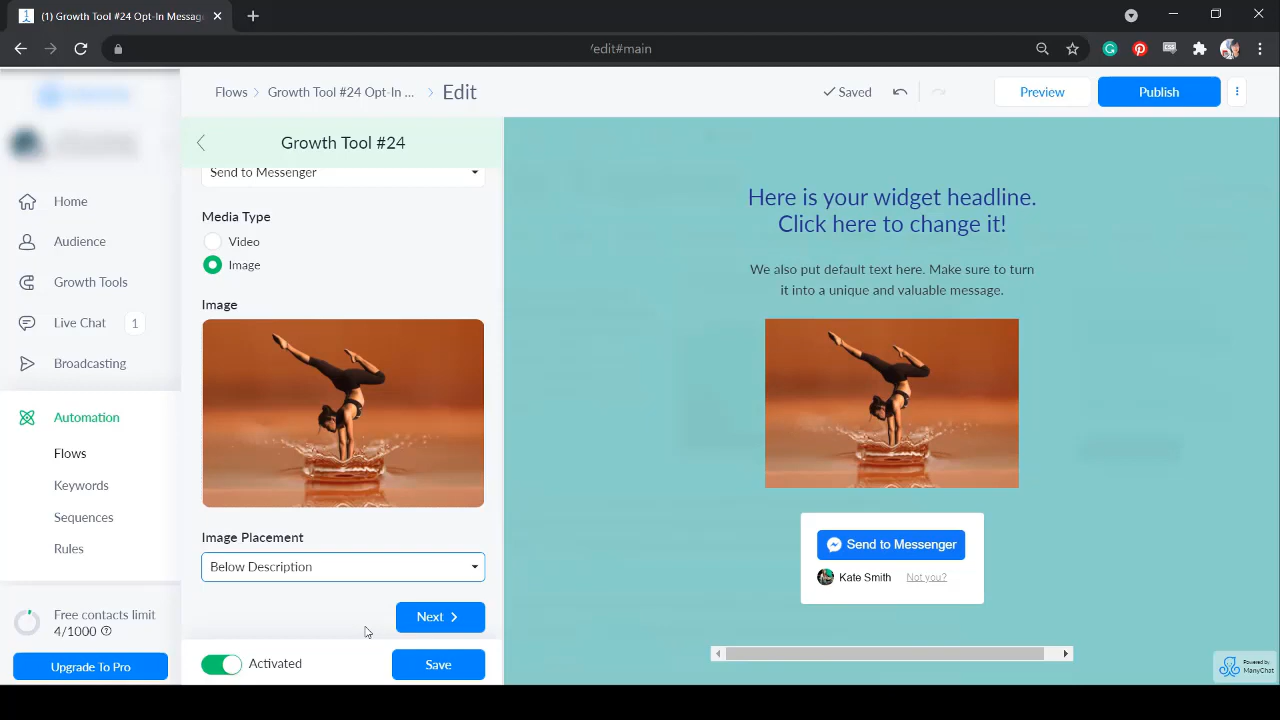 (1) Growth Tool #24 Opt-In Messag
/edit#main
Flows
Growth Tool #24 Opt-In ...
Edit
Saved
Preview
Publish
Growth Tool #24
Home
Audience
Growth Tools
Live Chat
1
Broadcasting
Automation
Flows
Keywords
Sequences
Rules
Free contacts limit
4/1000
Upgrade To Pro
Send to Messenger
Media Type
Video
Image
Image
Image Placement
Below Description
Next
Activated
Save
Here is your widget headline.
Click here to change it!
We also put default text here. Make sure to turn
it into a unique and valuable message.
Send to Messenger
Kate Smith
Not you?
Powered by
ManyChat
CSS